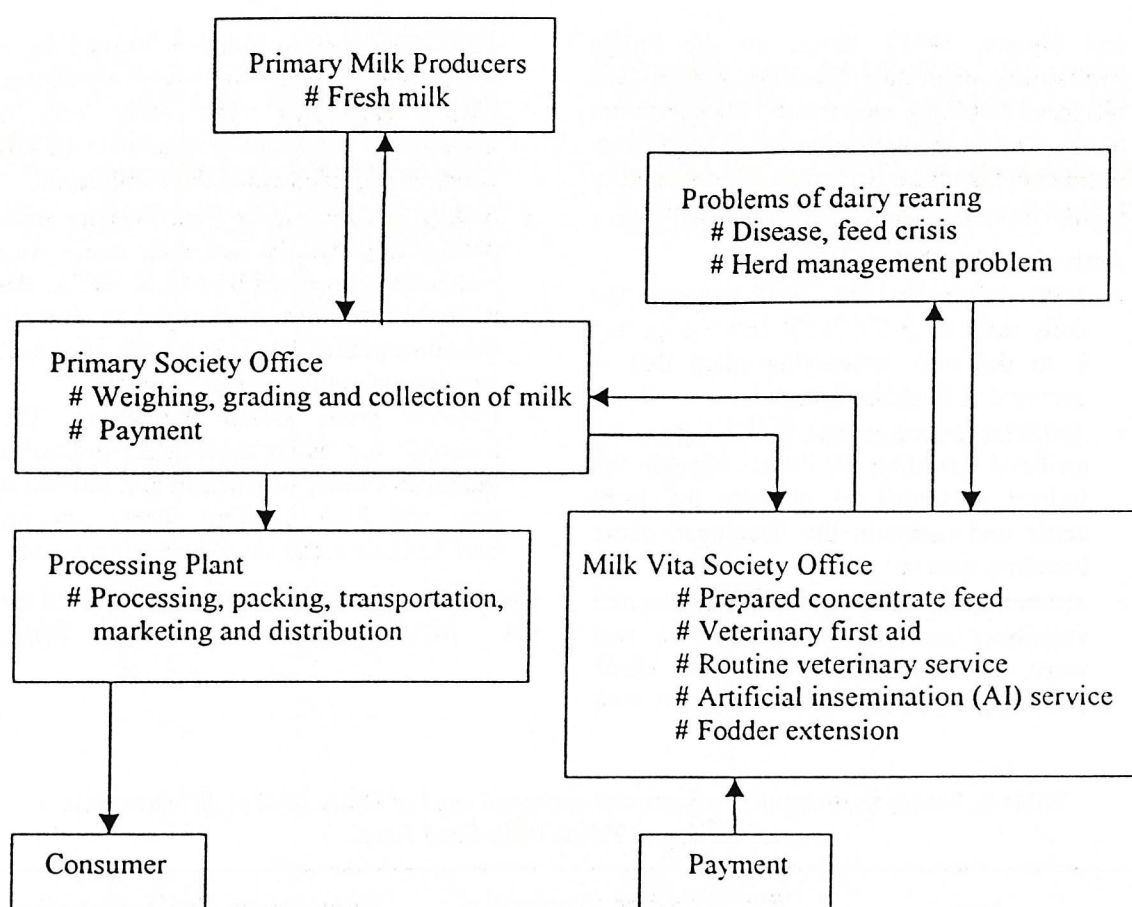 Primary Milk Producers
# Fresh milk
Problems of dairy rearing
# Disease, feed crisis
# Herd management problem
Primary Society Office
# Weighing, grading and collection of milk
# Payment
Processing Plant
# Processing, packing, transportation,
marketing and distribution
Milk Vita Society Office
# Prepared concentrate feed
# Veterinary first aid
# Routine veterinary service
# Artificial insemination (AI) service
# Fodder extension
Consumer
Payment